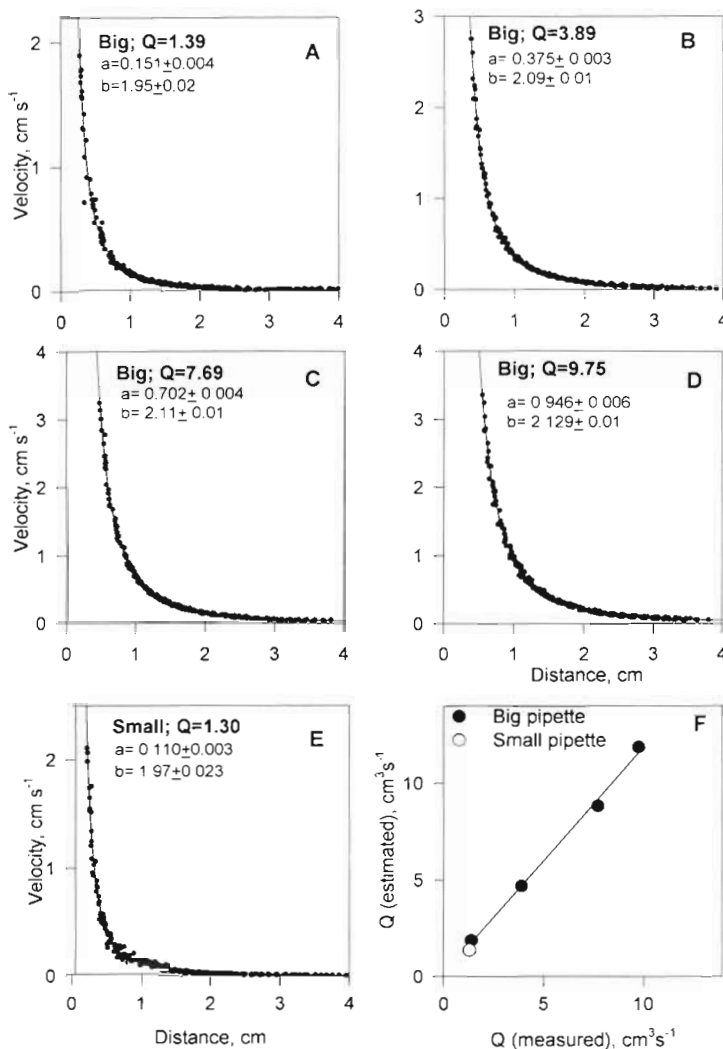 Big; Q=1.39
A
a=0.151±0.004
b=1.95±0.02
Velocity, cm s-1
2
1
0
0 1 2 3 4
Big; Q=3.89
B
a= 0.375± 003
b= 2.09± 0 01
3
2
1
0
0 1 2 3 4
Big; Q=7.69
C
a= 0.702± 0 004
b= 2.11± 0.01
Velocity, cm s-1
4
3
2
1
0
0 1 2 3 4
Big; Q=9.75
D
a= 0 946± 0 006
b= 2 129± 0.01
4
3
2
1
0
0 1 2 3 4
Distance, cm
Small; Q=1.30
E
a= 0 110±0.003
b= 1 97±0 023
Velocity, cm s-1
2
1
0
0 1 2 3 4
Distance, cm
Big pipette
Small pipette
F
Q (estimated), cm3s-1
10
5
0
0 5 10
Q (measured), cm3s-1